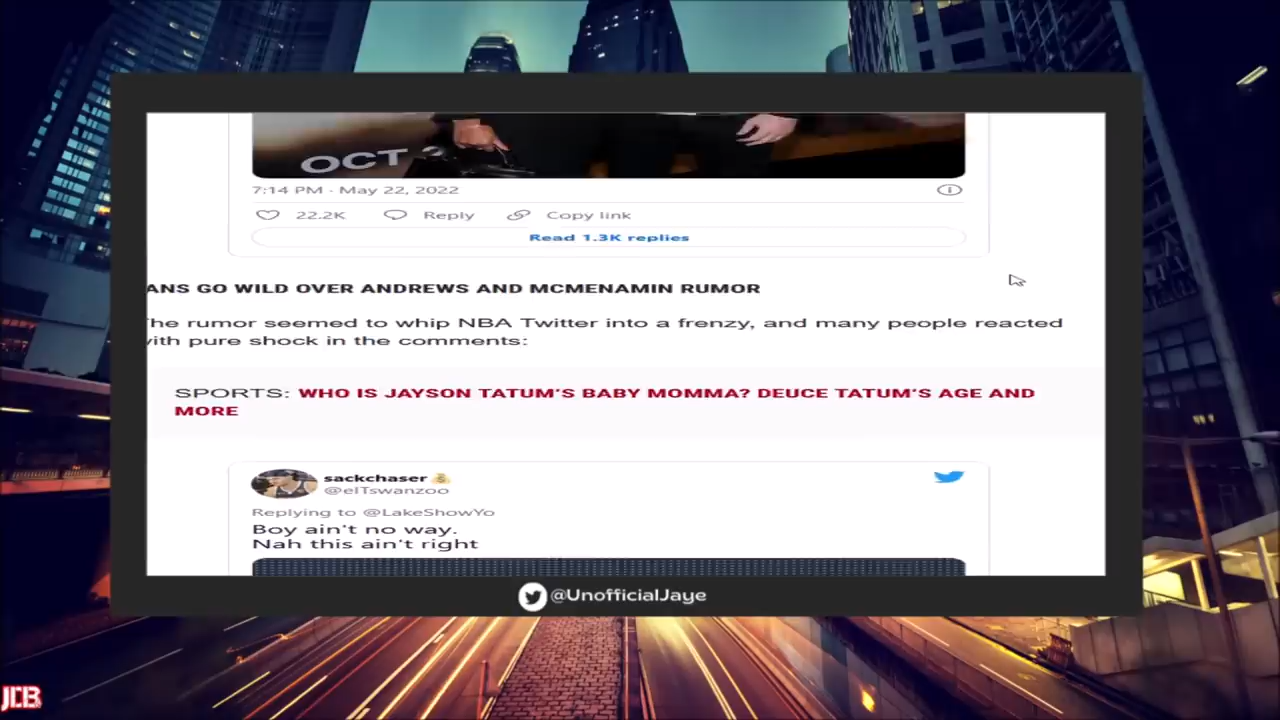 OCT
7:14 PM · May 22, 2022
22.2K Reply Copy link
Read 1.3K replies
ANS GO WILD OVER ANDREWS AND MCMENAMIN RUMOR
he rumor seemed to whip NBA Twitter into a frenzy, and many people reacted
ith pure shock in the comments:
SPORTS: WHO IS JAYSON TATUM'S BABY MOMMA? DEUCE TATUM'S AGE AND
MORE
sackchaser
@elTswanzoo
Replying to @LakeShowYo
Boy ain't no way.
Nah this ain't right
@UnofficialJaye
JCB